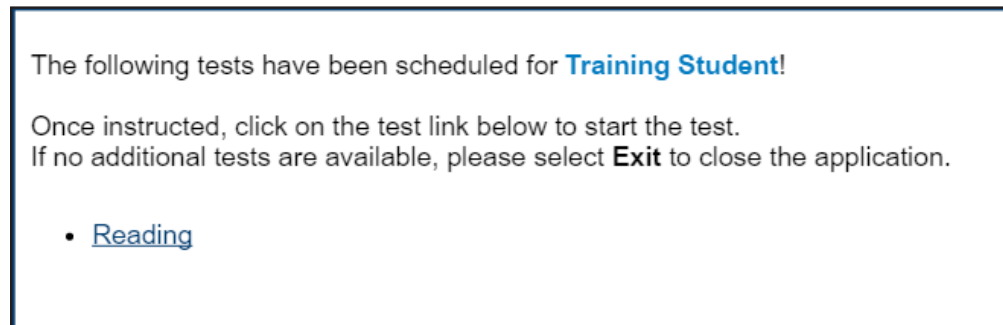 The following tests have been scheduled for Training Student!
Once instructed, click on the test link below to start the test.
If no additional tests are available, please select Exit to close the application.
• Reading